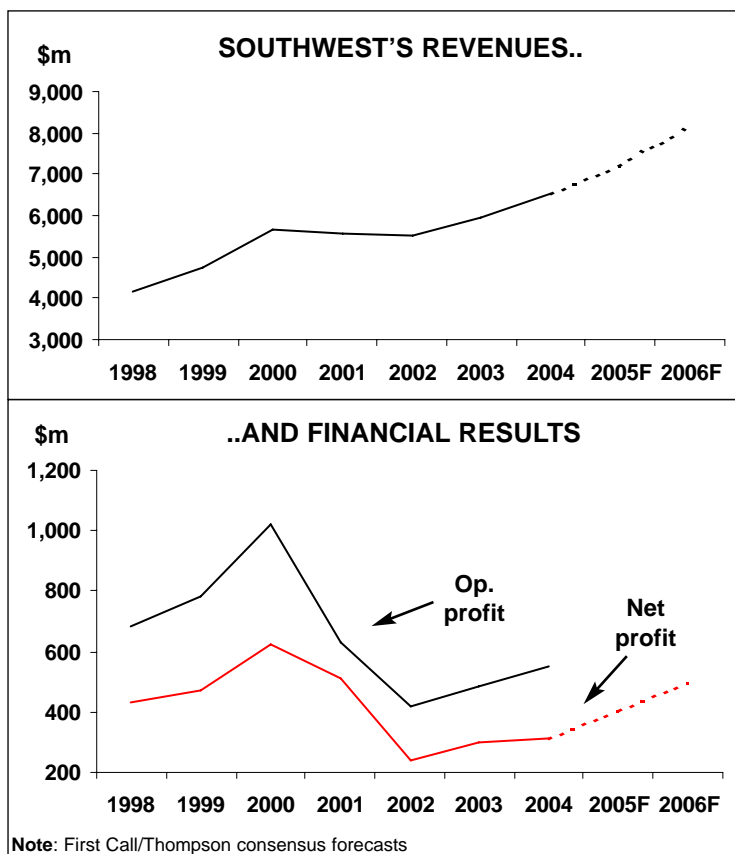 $m
SOUTHWEST'S REVENUES..
9,000
8,000
7,000
6,000
5,000
4,000
3,000
1998 1999 2000 2001 2002 2003 2004 2005F 2006F
$m
..AND FINANCIAL RESULTS
1,200
1,000
800
600
400
200
Op.
profit
Net
profit
1998 1999 2000 2001 2002 2003 2004 2005F 2006F
Note: First Call/Thompson consensus forecasts